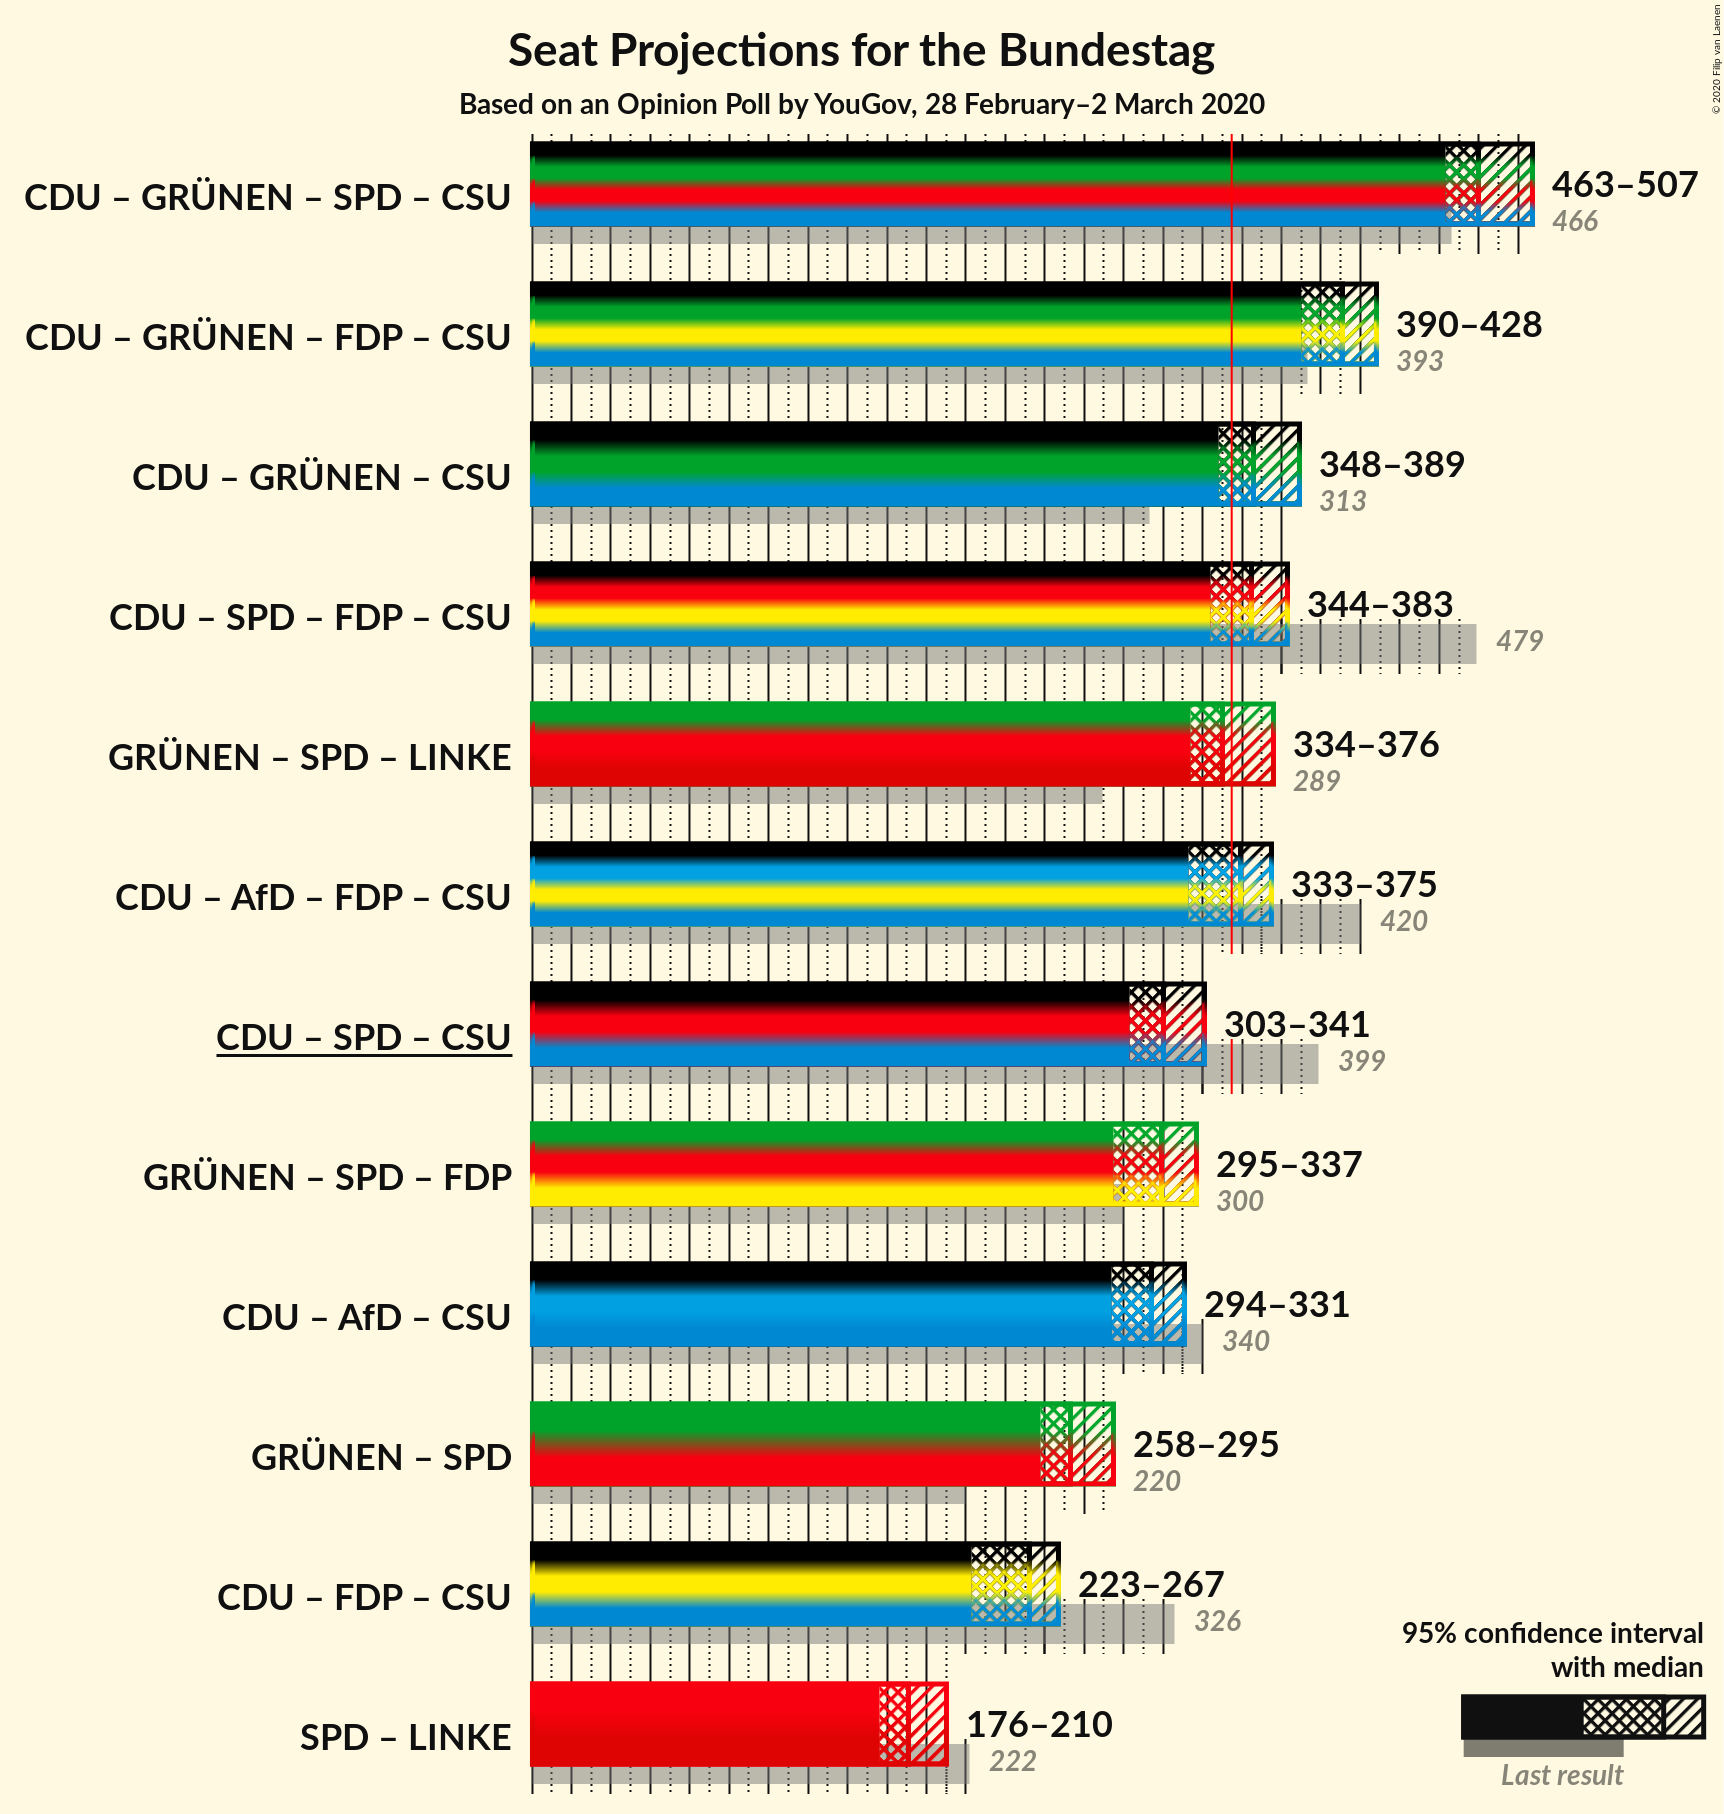 Seat Projections for the Bundestag
Based on an Opinion Poll by YouGov, 28 February–2 March 2020
© 2020 Filip van Laenen
CDU – GRÜNEN – SPD – CSU
463–507
466
CDU – GRÜNEN – FDP – CSU
390–428
393
CDU – GRÜNEN – CSU
348–389
313
CDU – SPD – FDP – CSU
344–383
479
GRÜNEN – SPD – LINKE
334–376
289
CDU – AfD – FDP – CSU
333–375
420
CDU – SPD – CSU
303–341
399
GRÜNEN – SPD – FDP
295–337
300
CDU – AfD – CSU
294–331
340
GRÜNEN – SPD
258–295
220
CDU – FDP – CSU
223–267
326
SPD – LINKE
176–210
222
95% confidence interval
with median
Last result